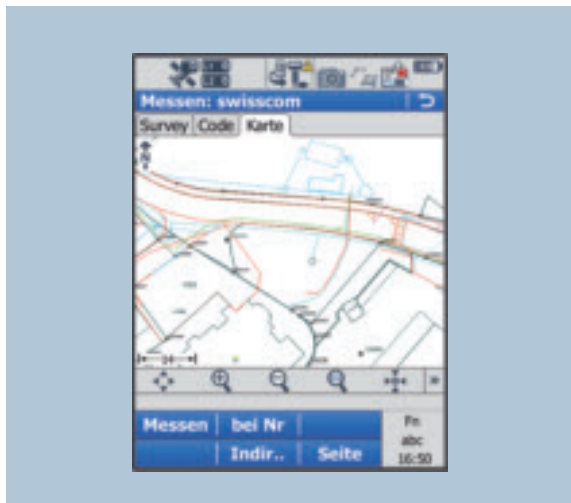 Messen: swisscom
Survey Code Karte
N
Messen bei Nr Fn
abc
Indir.. Seite 16:50